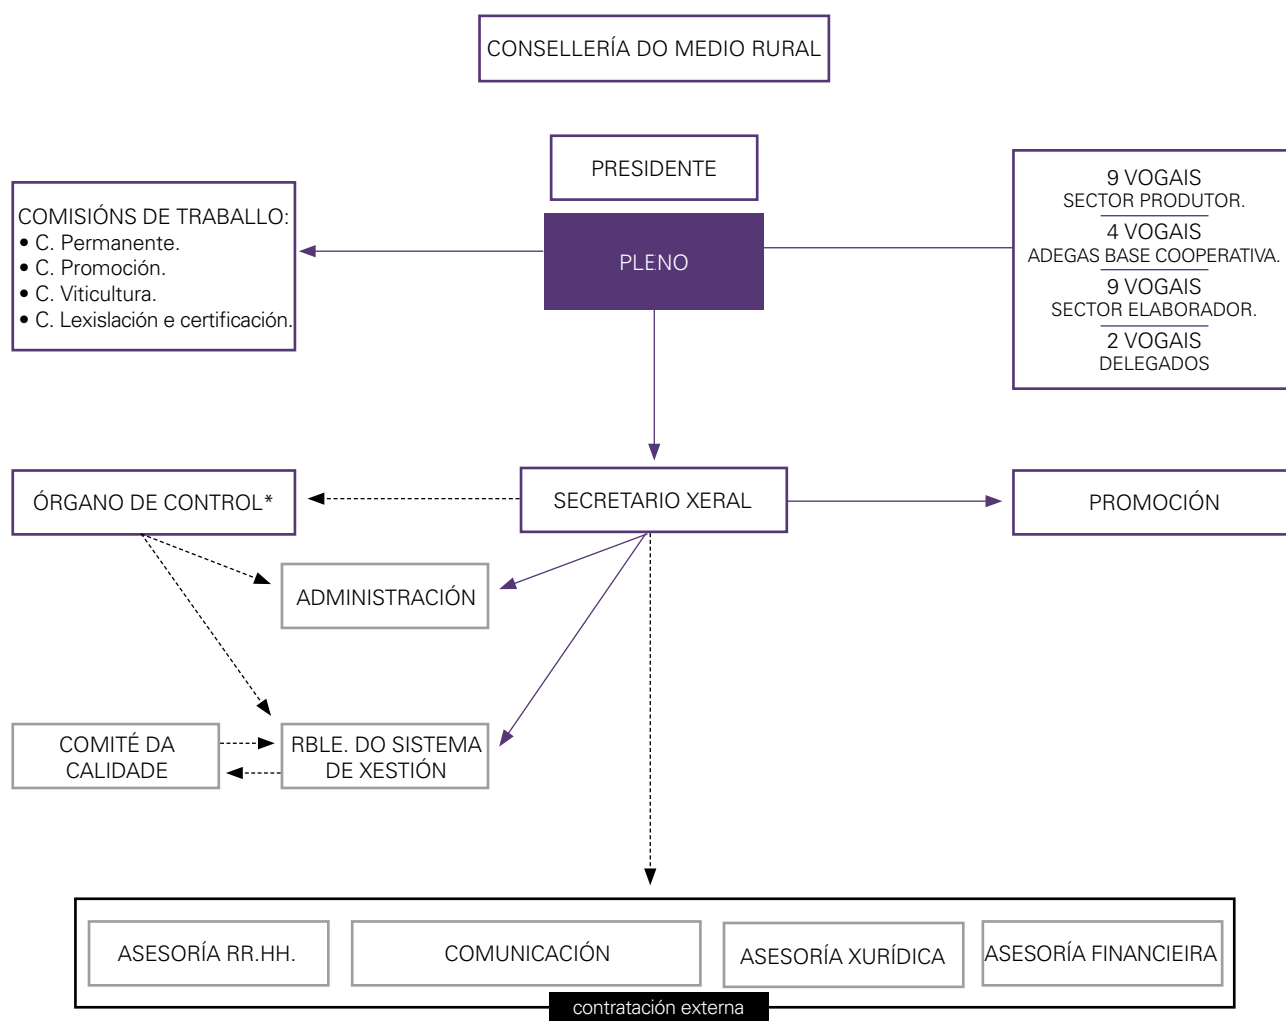 CONSELLERÍA DO MEDIO RURAL
PRESIDENTE
PLENO
COMISIÓNS DE TRABALLO:
• C. Permanente.
• C. Promoción.
• C. Viticultura.
• C. Lexislación e certificación.
9 VOGAIS
SECTOR PRODUTOR.
4 VOGAIS
ADEGAS BASE COOPERATIVA.
9 VOGAIS
SECTOR ELABORADOR.
2 VOGAIS
DELEGADOS
ÓRGANO DE CONTROL*
SECRETARIO XERAL
PROMOCIÓN
ADMINISTRACIÓN
COMITÉ DA
CALIDADE
RBLE. DO SISTEMA
DE XESTIÓN
ASESORÍA RR.HH.
COMUNICACIÓN
ASESORÍA XURÍDICA
ASESORÍA FINANCIEIRA
contratación externa